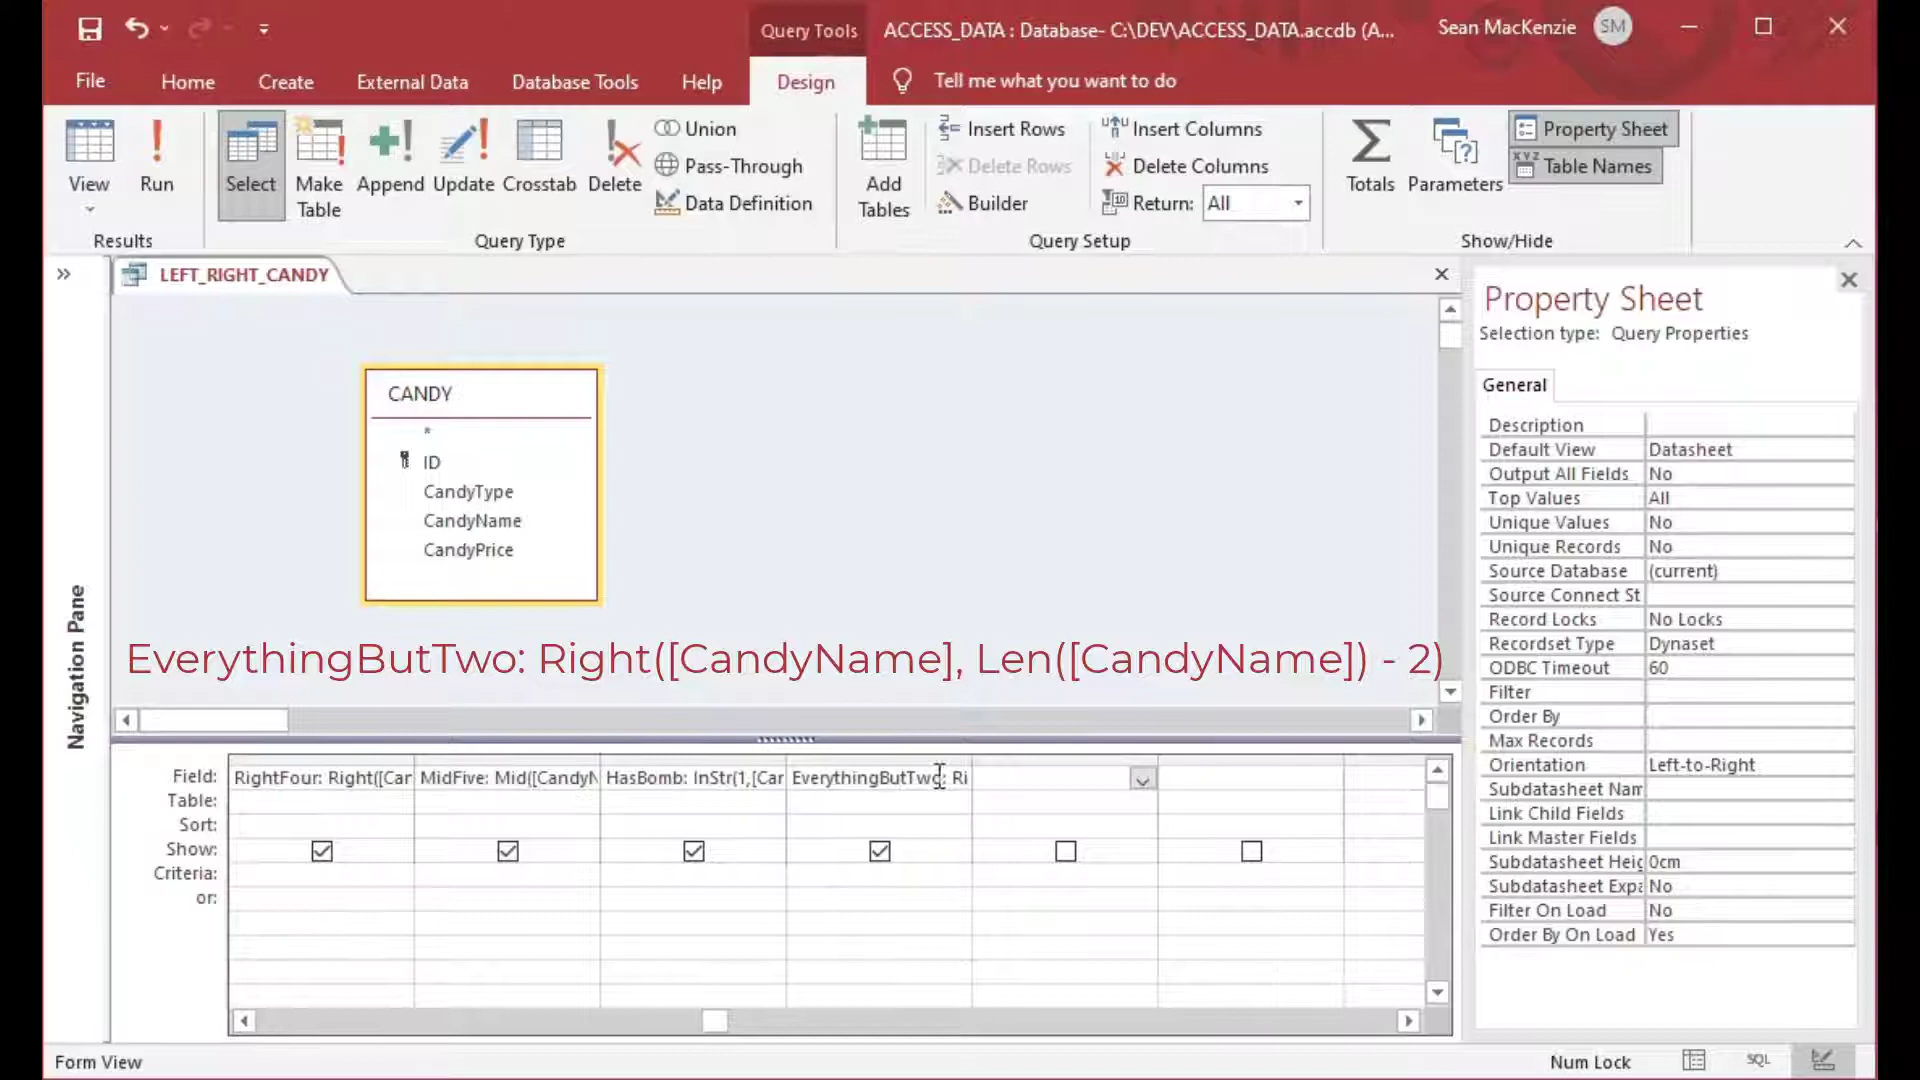 Query Tools
ACCESS_DATA : Database- C:\DEV\ACCESS_DATA.accdb (A...
Sean MacKenzie
SM
File
Home
Create
External Data
Database Tools
Help
Design
Tell me what you want to do
View
Run
Select
Make
Table
Append
Update
Crosstab
Delete
Union
Pass-Through
Data Definition
Add
Tables
Insert Rows
Delete Rows
Builder
Insert Columns
Delete Columns
Return:
All
Totals
Parameters
Property Sheet
XYZ
Table Names
Results
Query Type
Query Setup
Show/Hide
LEFT_RIGHT_CANDY
CANDY
*
ID
CandyType
CandyName
CandyPrice
EverythingButTwo: Right([CandyName], Len([CandyName]) - 2)
Navigation Pane
Field:
RightFour: Right([Car
MidFive: Mid([CandyN
HasBomb: InStr(1,[Car
EverythingButTwo: Ri
Table:
Sort:
Show:
Criteria:
or:
Property Sheet
Selection type: Query Properties
General
Description
Default View Datasheet
Output All Fields No
Top Values All
Unique Values No
Unique Records No
Source Database (current)
Source Connect St
Record Locks No Locks
Recordset Type Dynaset
ODBC Timeout 60
Filter
Order By
Max Records
Orientation Left-to-Right
Subdatasheet Nam
Link Child Fields
Link Master Fields
Subdatasheet Heig 0cm
Subdatasheet Expa No
Filter On Load No
Order By On Load Yes
Form View
Num Lock
SQL